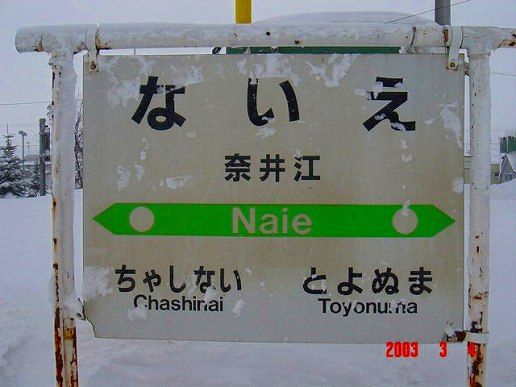 ないえ
奈井江
Naie
ちゃしない とよぬま
Chashinai Toyonuma
2003 3 4